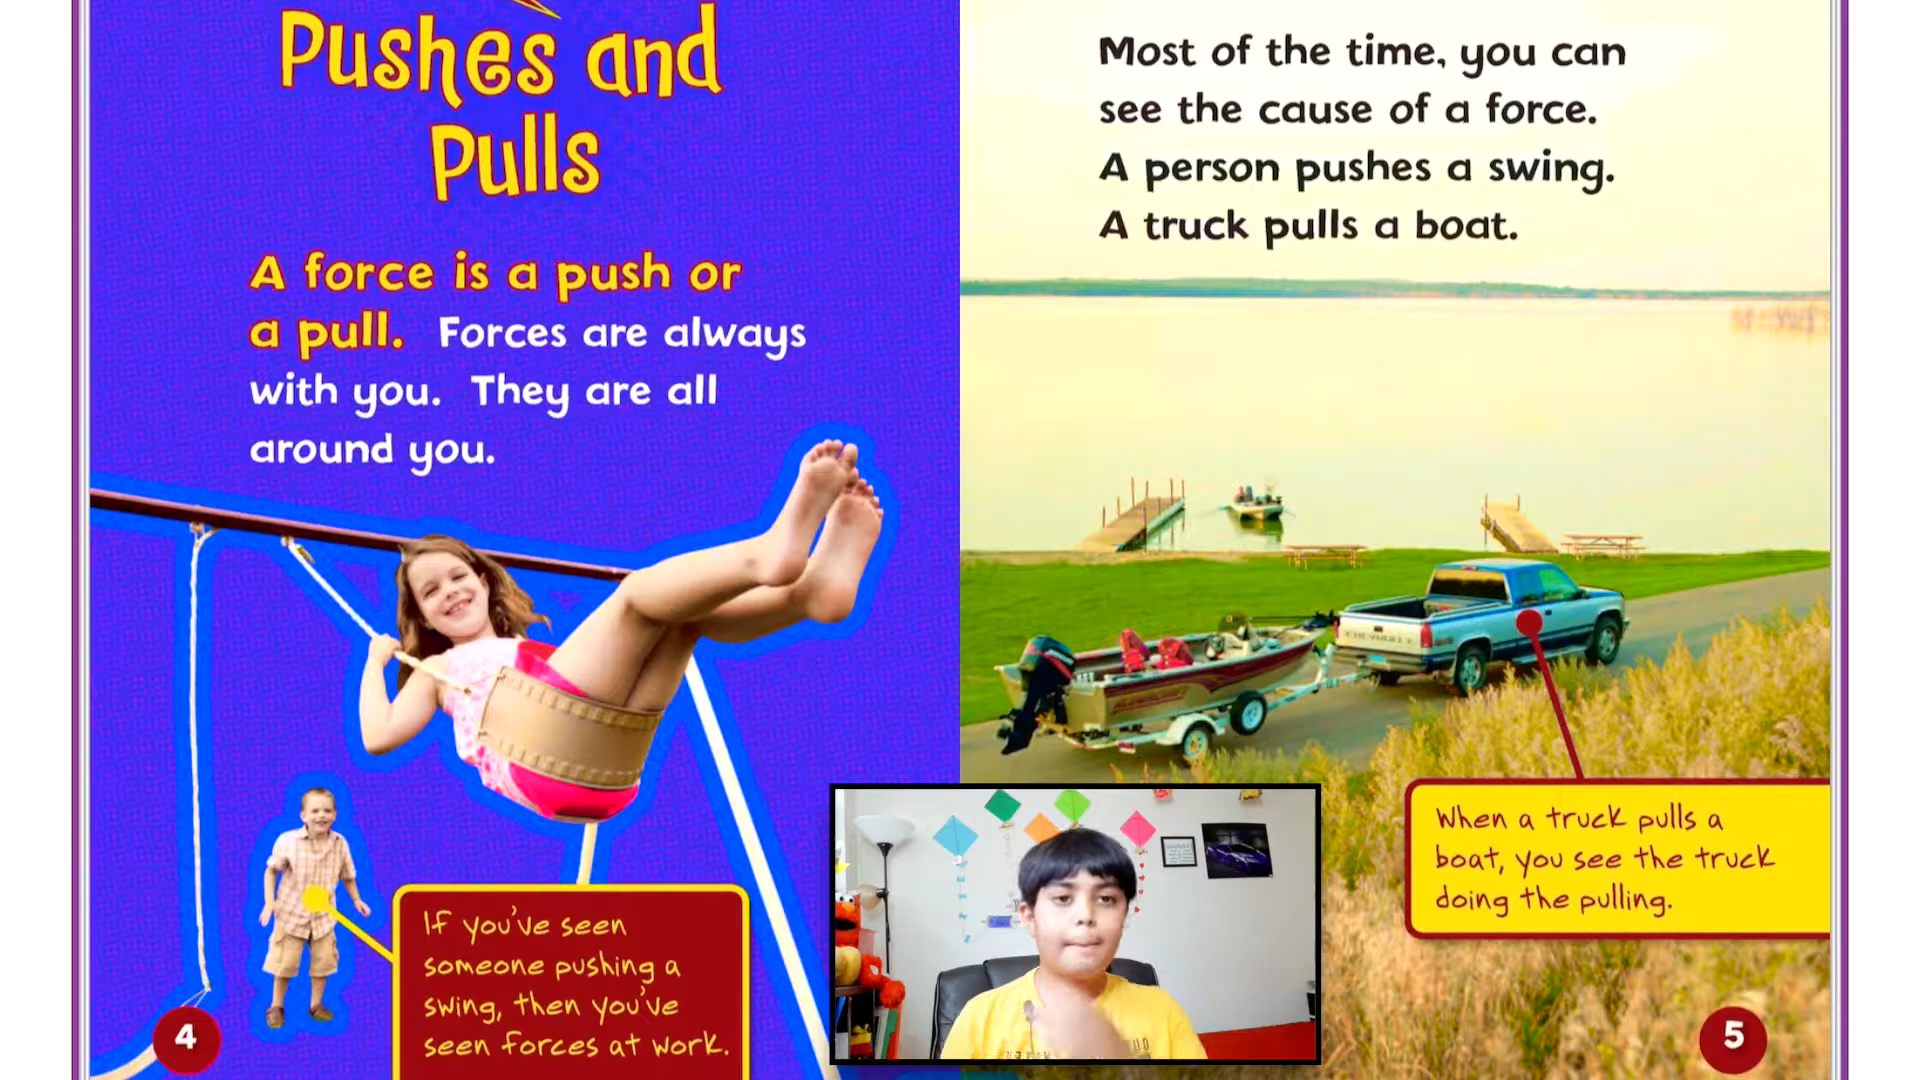 Pushes and
Pulls
A force is a push or
a pull. Forces are always
with you. They are all
around you.
If you've seen
someone pushing a
swing, then you've
seen forces at work.
4
Most of the time, you can
see the cause of a force.
A person pushes a swing.
A truck pulls a boat.
CHEVROLET
When a truck pulls a
boat, you see the truck
doing the pulling.
5